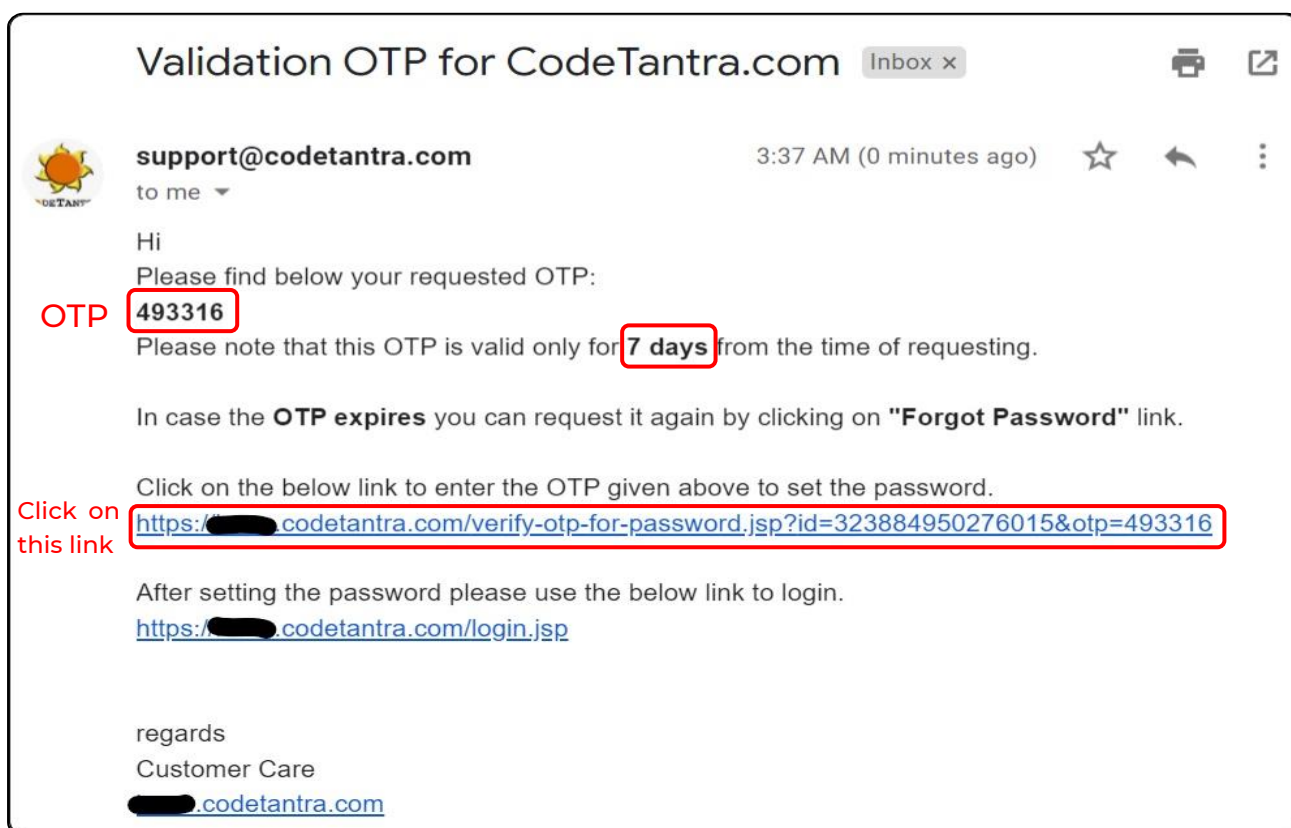 Validation OTP for CodeTantra.com Inbox ×
support@codetantra.com 3:37 AM (0 minutes ago)
to me
DETANT
Hi
Please find below your requested OTP:
OTP 493316
Please note that this OTP is valid only for 7 days from the time of requesting.
In case the OTP expires you can request it again by clicking on "Forgot Password" link.
Click on the below link to enter the OTP given above to set the password.
Click on
this link
https:/ .codetantra.com/verify-otp-for-password.jsp?id=323884950276015&otp=493316
After setting the password please use the below link to login.
https:/ .codetantra.com/login.jsp
regards
Customer Care
.codetantra.com